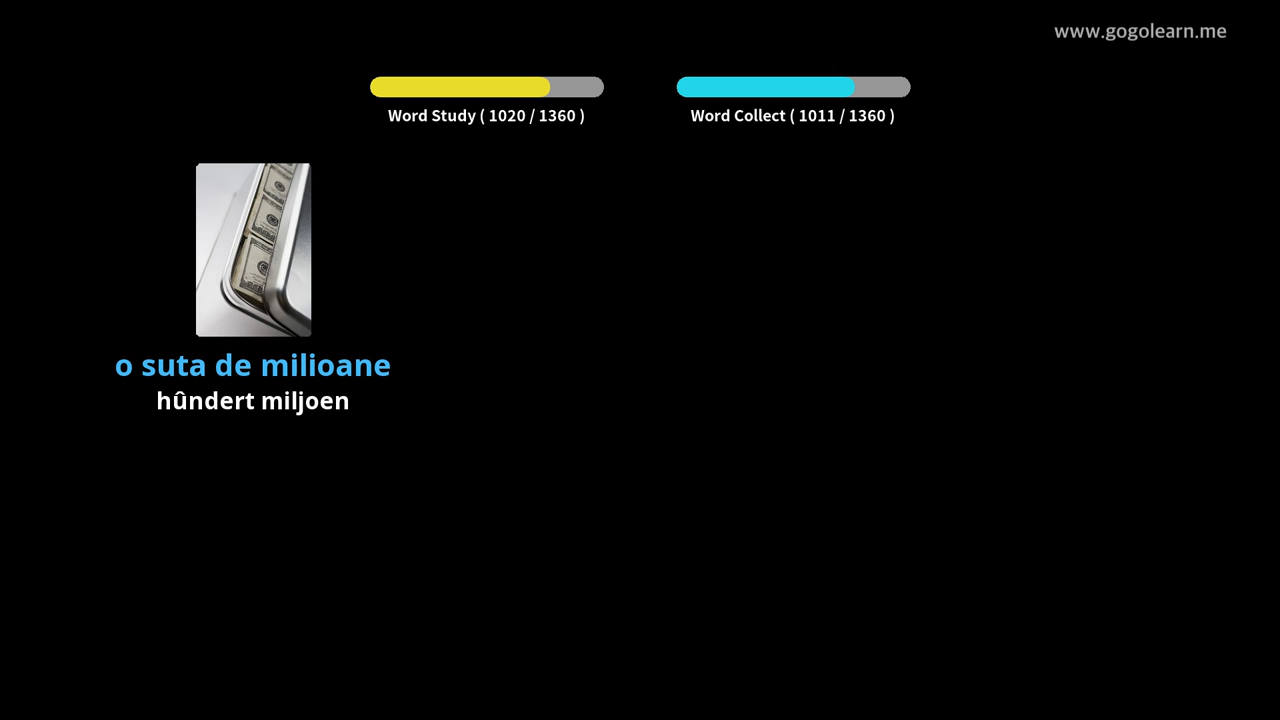 www.gogolearn.me
Word Study ( 1020 / 1360 )
Word Collect ( 1011 / 1360 )
o suta de milioane
hûndert miljoen